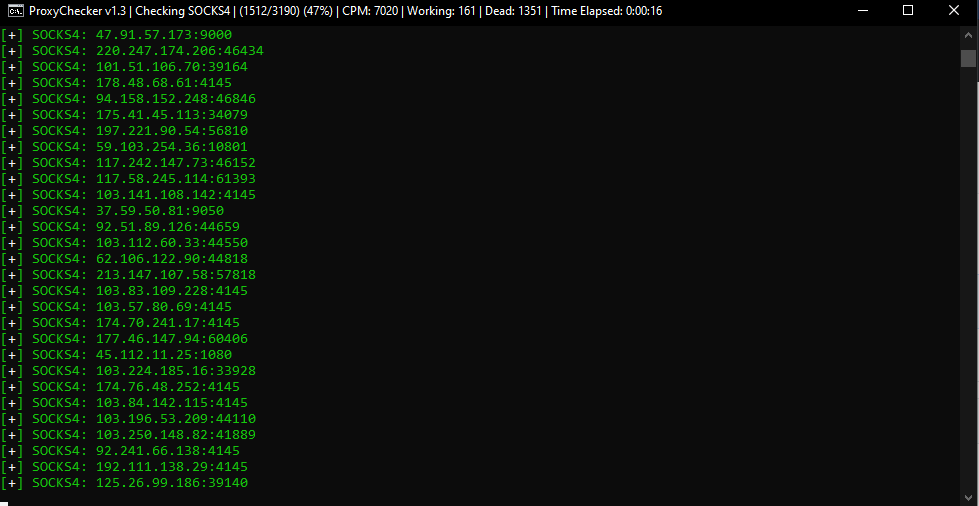 ProxyChecker v1.3 | Checking SOCKS4 | (1512/3190) (47%) | CPM: 7020 | Working: 161 | Dead: 1351 | Time Elapsed: 0:00:16
[+] SOCKS4: 47.91.57.173:9000
[+] SOCKS4: 220.247.174.206:46434
[+] SOCKS4: 101.51.106.70:39164
[+] SOCKS4: 178.48.68.61:4145
[+] SOCKS4: 94.158.152.248:46846
[+] SOCKS4: 175.41.45.113:34079
[+] SOCKS4: 197.221.90.54:56810
[+] SOCKS4: 59.103.254.36:10801
[+] SOCKS4: 117.242.147.73:46152
[+] SOCKS4: 117.58.245.114:61393
[+] SOCKS4: 103.141.108.142:4145
[+] SOCKS4: 37.59.50.81:9050
[+] SOCKS4: 92.51.89.126:44659
[+] SOCKS4: 103.112.60.33:44550
[+] SOCKS4: 62.106.122.90:44818
[+] SOCKS4: 213.147.107.58:57818
[+] SOCKS4: 103.83.109.228:4145
[+] SOCKS4: 103.57.80.69:4145
[+] SOCKS4: 174.70.241.17:4145
[+] SOCKS4: 177.46.147.94:60406
[+] SOCKS4: 45.112.11.25:1080
[+] SOCKS4: 103.224.185.16:33928
[+] SOCKS4: 174.76.48.252:4145
[+] SOCKS4: 103.84.142.115:4145
[+] SOCKS4: 103.196.53.209:44110
[+] SOCKS4: 103.250.148.82:41889
[+] SOCKS4: 92.241.66.138:4145
[+] SOCKS4: 192.111.138.29:4145
[+] SOCKS4: 125.26.99.186:39140